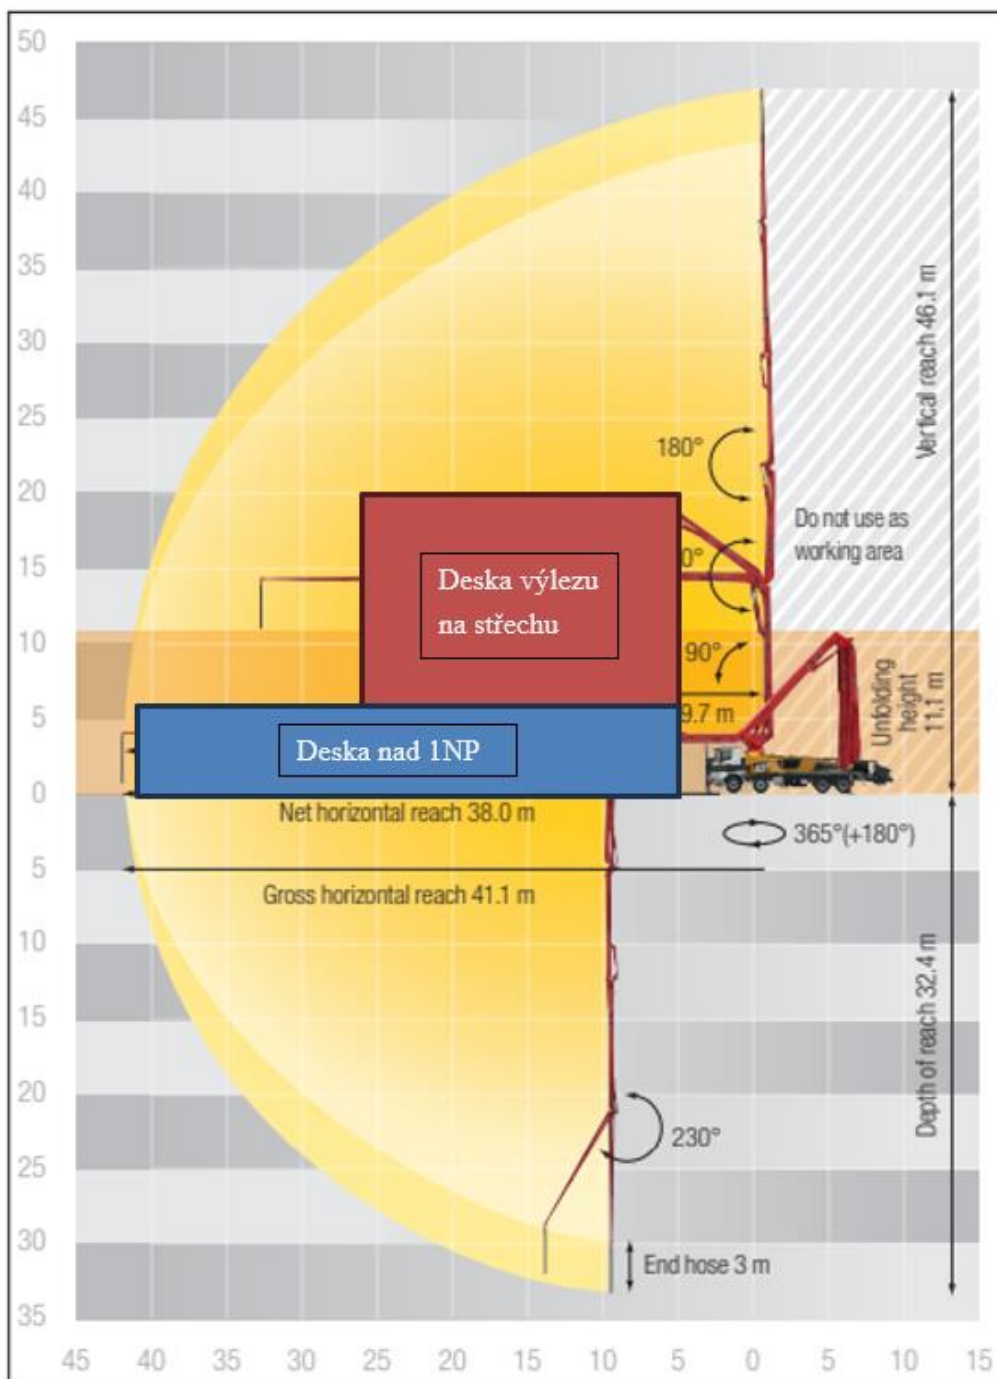 50
45
40
35
30
25
20
15
10
5
0
5
10
15
20
25
30
35
Vertical reach 46.1 m
180°
Do not use as
working area
0°
Deska výlezu
na střechu
90°
Unfolding
height
11.1 m
9.7 m
Deska nad 1NP
Net horizontal reach 38.0 m
365°(+180°)
Gross horizontal reach 41.1 m
Depth of reach 32.4 m
230°
End hose 3 m
45 40 35 30 25 20 15 10 5 0 5 10 15